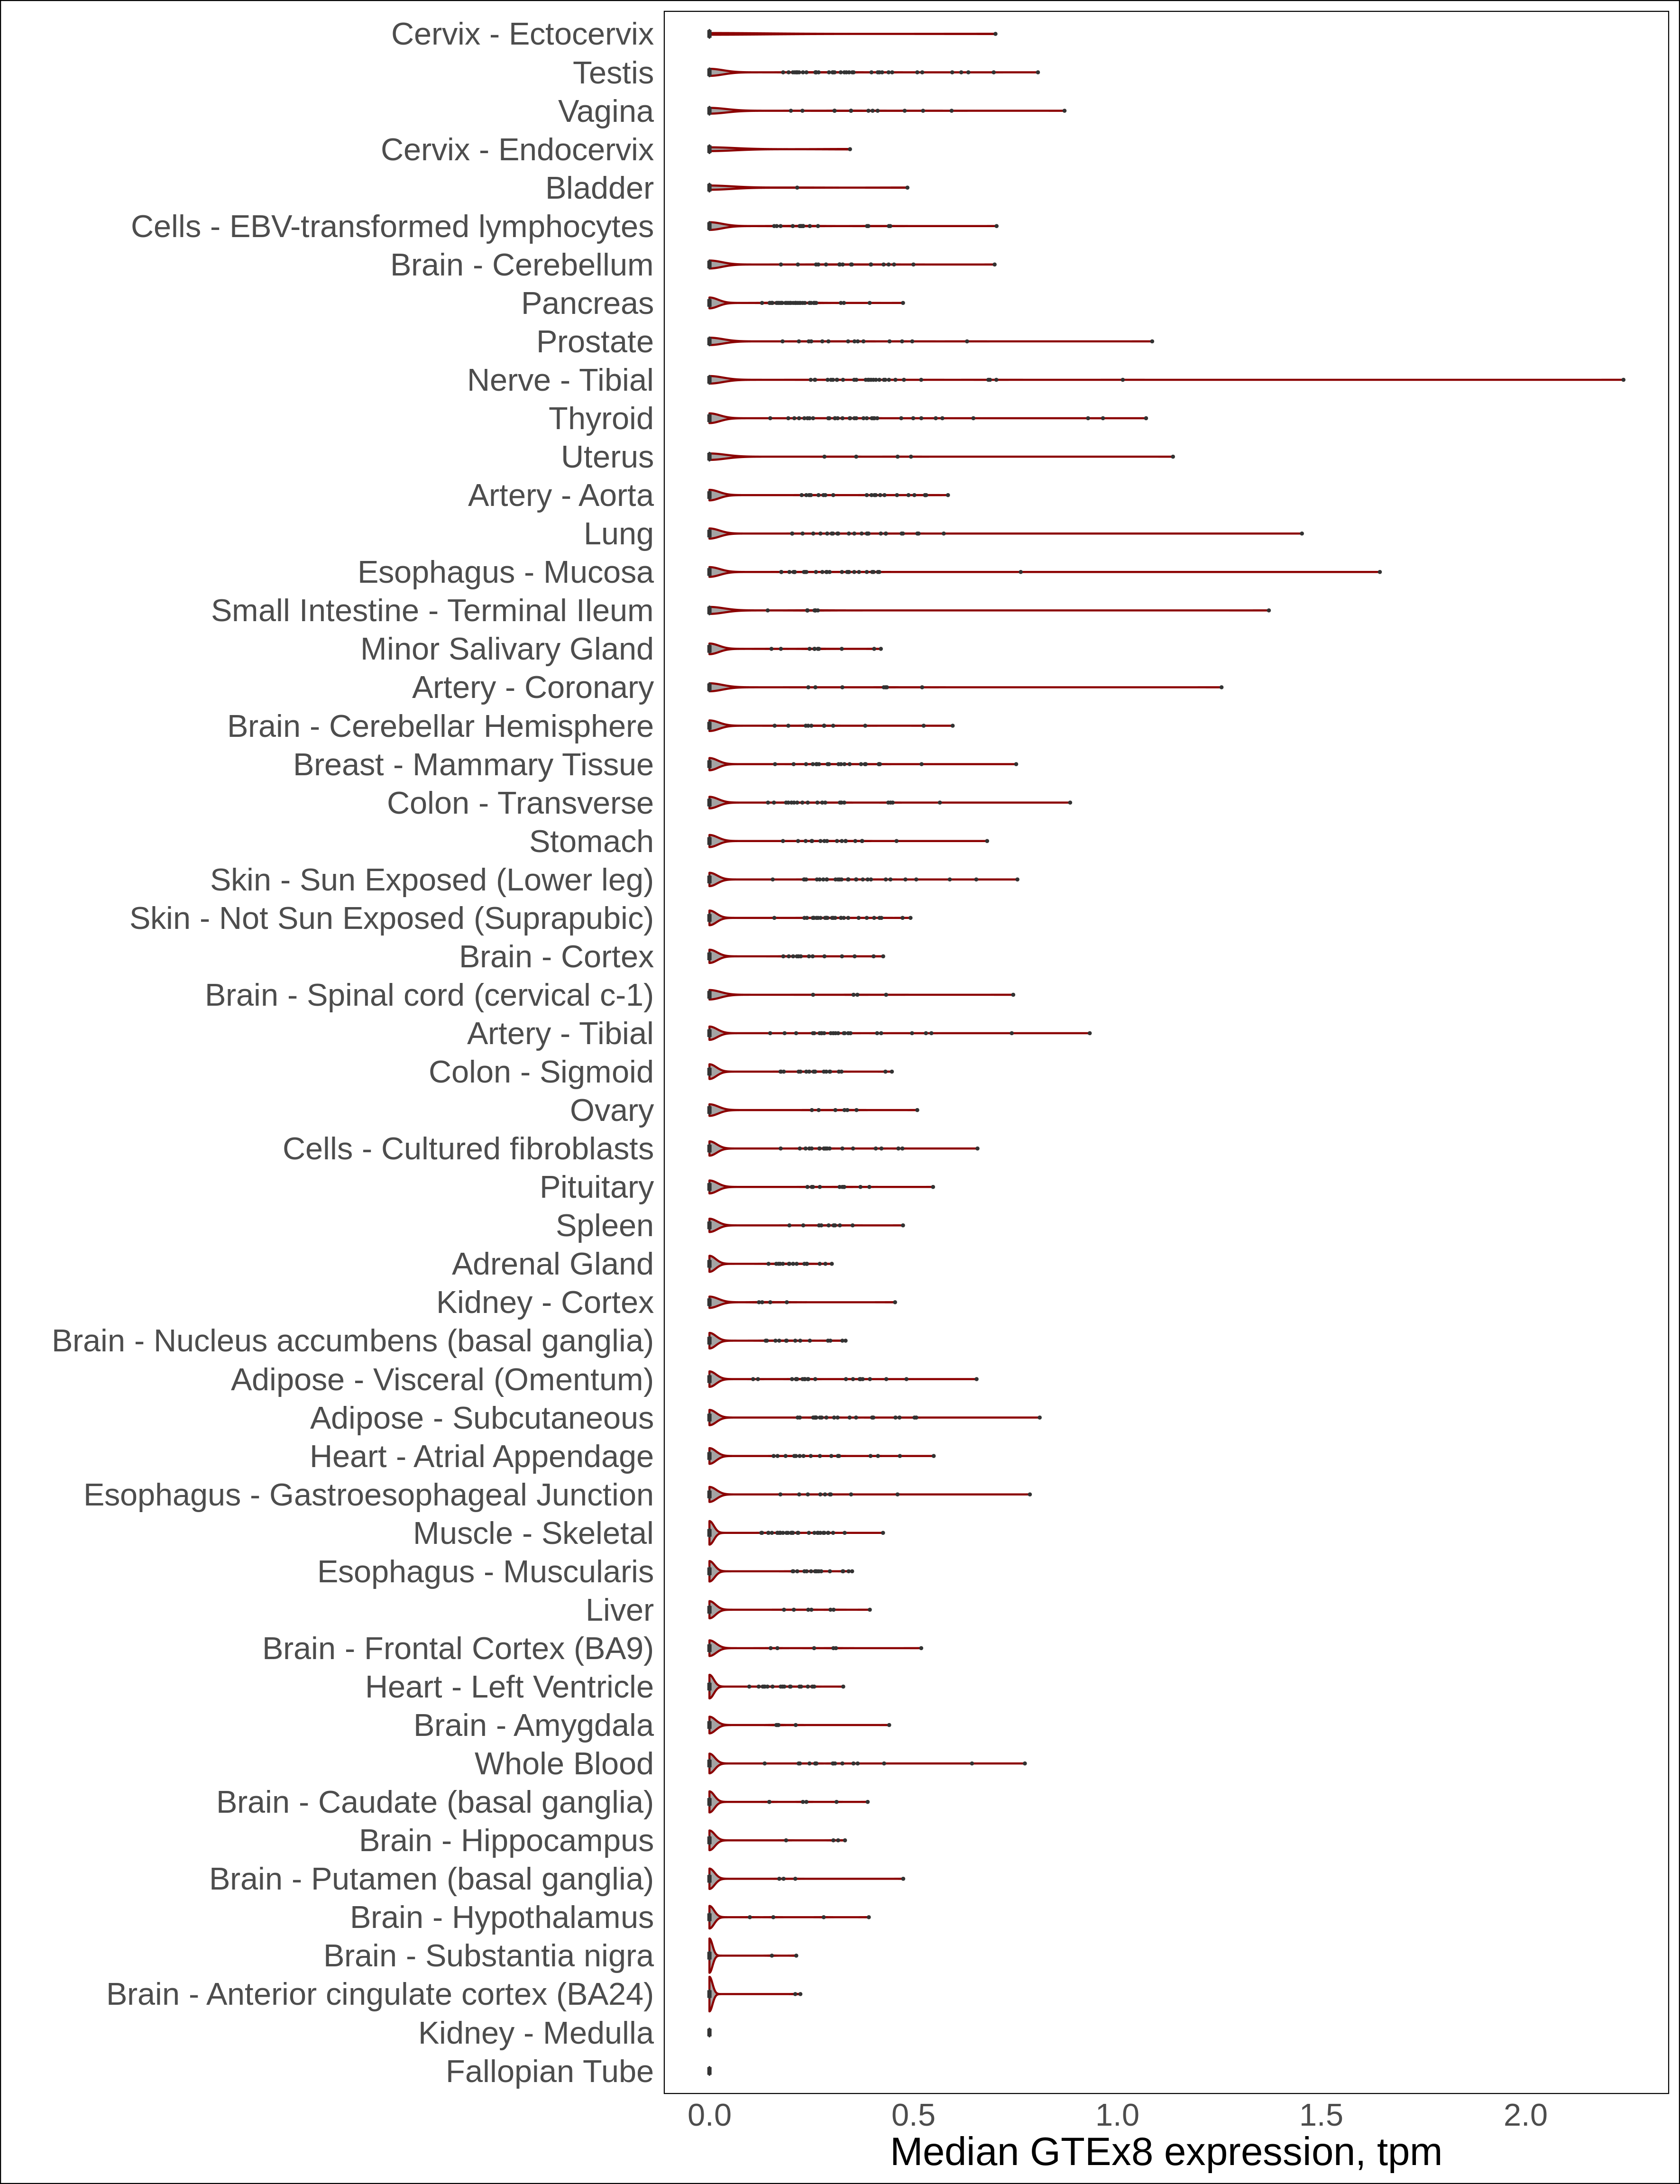 Cervix - Ectocervix
Testis
Vagina
Cervix - Endocervix
Bladder
Cells - EBV-transformed lymphocytes
Brain - Cerebellum
Pancreas
Prostate
Nerve - Tibial
Thyroid
Uterus
Artery - Aorta
Lung
Esophagus - Mucosa
Small Intestine - Terminal Ileum
Minor Salivary Gland
Artery - Coronary
Brain - Cerebellar Hemisphere
Breast - Mammary Tissue
Colon - Transverse
Stomach
Skin - Sun Exposed (Lower leg)
Skin - Not Sun Exposed (Suprapubic)
Brain - Cortex
Brain - Spinal cord (cervical c-1)
Artery - Tibial
Colon - Sigmoid
Ovary
Cells - Cultured fibroblasts
Pituitary
Spleen
Adrenal Gland
Kidney - Cortex
Brain - Nucleus accumbens (basal ganglia)
Adipose - Visceral (Omentum)
Adipose - Subcutaneous
Heart - Atrial Appendage
Esophagus - Gastroesophageal Junction
Muscle - Skeletal
Esophagus - Muscularis
Liver
Brain - Frontal Cortex (BA9)
Heart - Left Ventricle
Brain - Amygdala
Whole Blood
Brain - Caudate (basal ganglia)
Brain - Hippocampus
Brain - Putamen (basal ganglia)
Brain - Hypothalamus
Brain - Substantia nigra
Brain - Anterior cingulate cortex (BA24)
Kidney - Medulla
Fallopian Tube
0.0 0.5 1.0 1.5 2.0
Median GTEx8 expression, tpm